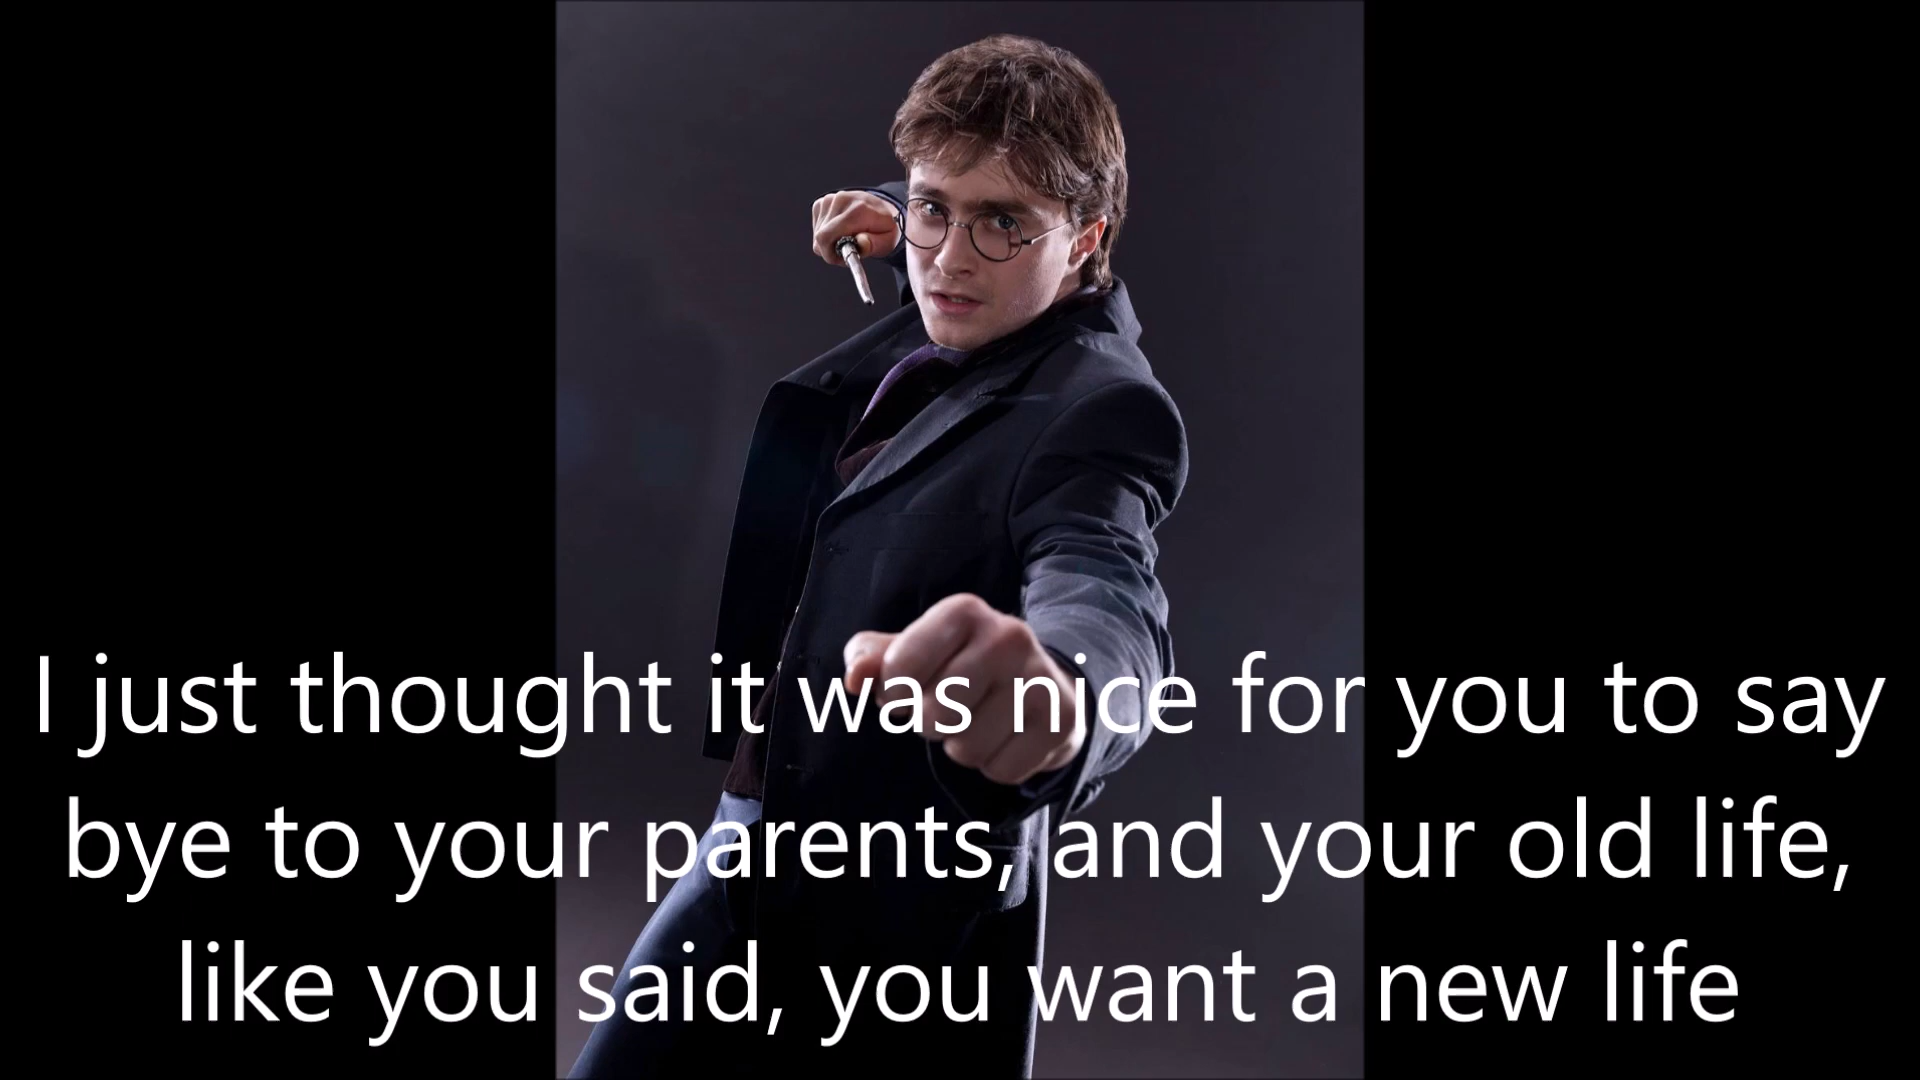 I just thought it was nice for you to say
bye to your parents, and your old life,
like you said, you want a new life